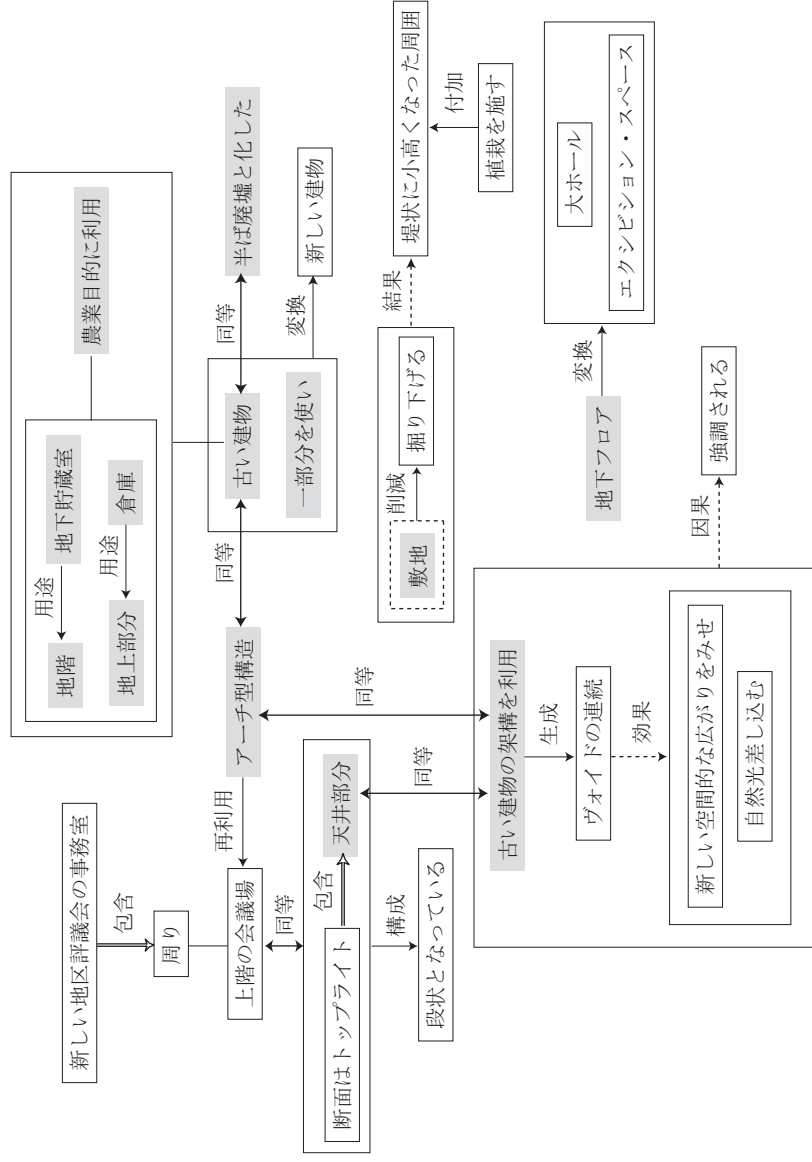 新しい地区評議会の事務室
包含
周り
上階の会議場
再利用
同等
断面はトップライト
包含
天井部分
構成
段状となっている
地階
用途
地下貯蔵室
地上部分
用途
倉庫
農業目的に利用
アーチ型構造
同等
古い建物
一部分を使い
同等
半ば廃墟と化した
変換
新しい建物
同等
同等
敷地
削減
掘り下げる
結果
堤状に小高くなった周囲
付加
植栽を施す
古い建物の架構を利用
生成
ヴォイドの連続
効果
新しい空間的な広がりをみせ
自然光差し込む
因果
強調される
地下フロア
変換
大ホール
エクシビション・スペース